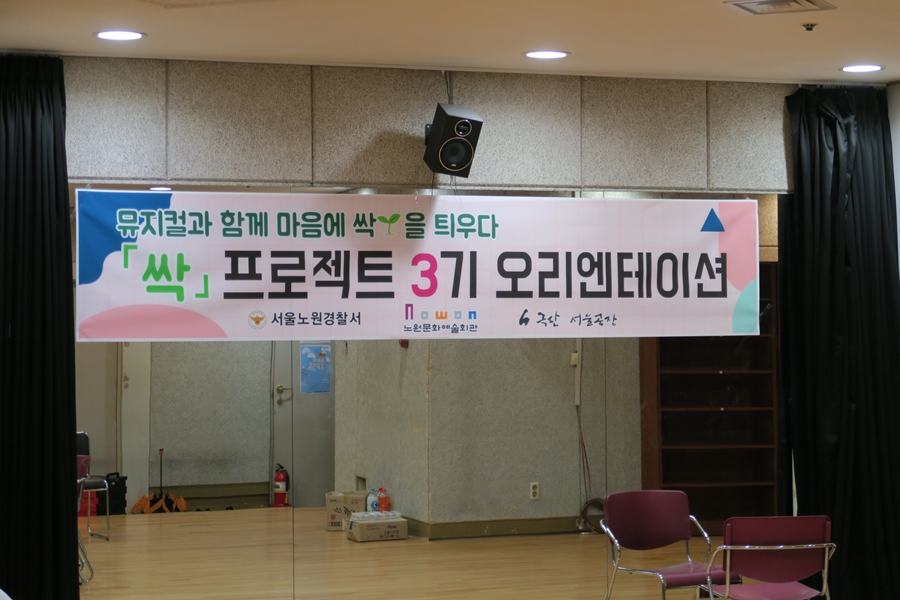 뮤지컬과 함께 마음에 싹을 틔우다
「싹」 프로젝트 3기 오리엔테이션
서울노원경찰서
Nowon
노원문화예술회관
극단 서울공장